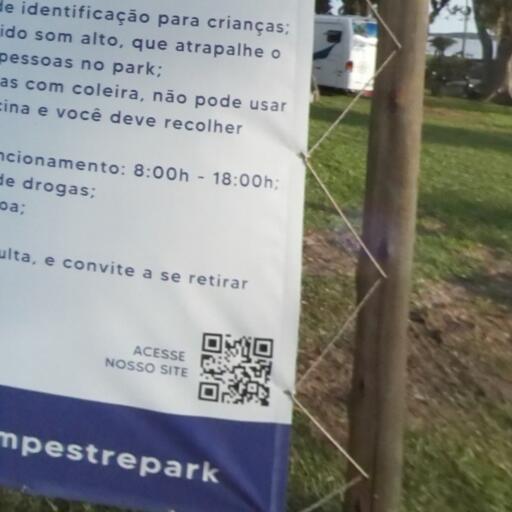 de identificação para crianças;
ido som alto, que atrapalhe o
pessoas no park;
as com coleira, não pode usar
cina e você deve recolher
ncionamento: 8:00h - 18:00h;
de drogas;
oa;
ulta, e convite a se retirar
ACESSE
NOSSO SITE
mpestrepark